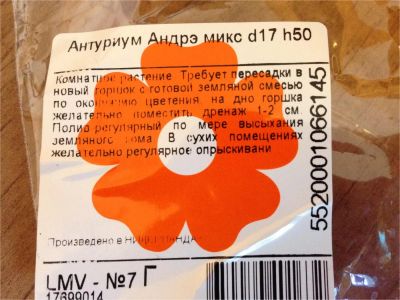 Антуриум Андрэ микс d17 h50
Комнатное растение. Требует пересадки в
новый горшок с готовой земляной смесью
по окончанию цветения, на дно горшка
желательно поместить дренаж 1-2 см.
Полив регулярный по мере высыхания
земляного кома. В сухих помещениях
желательно регулярное опрыскивани
Произведено в НИДЕРЛАНДА
LMV - №7 Г
17699014
5520001066145